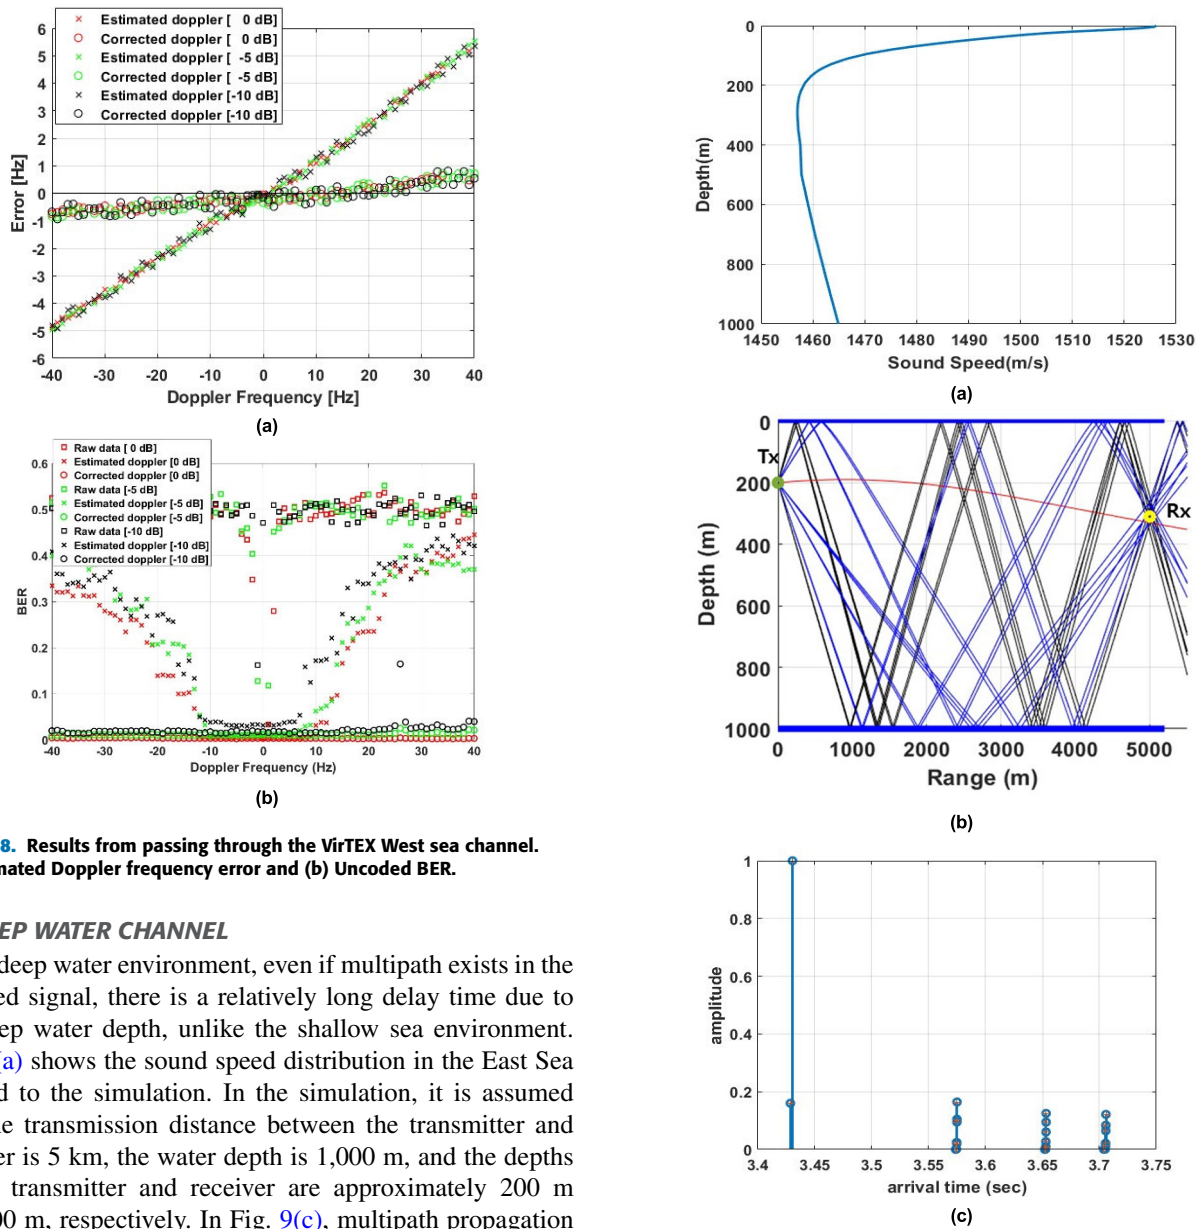 Estimated doppler [ 0 dB]
Corrected doppler [ 0 dB]
Estimated doppler [ -5 dB]
Corrected doppler [ -5 dB]
Estimated doppler [-10 dB]
Corrected doppler [-10 dB]
6
5
4
3
2
1
0
-1
-2
-3
-4
-5
-6
Error [Hz]
-40 -30 -20 -10 0 10 20 30 40
Doppler Frequency [Hz]
(a)
Raw data [ 0 dB]
Estimated doppler [0 dB]
Corrected doppler [0 dB]
Raw data [-5 dB]
Estimated doppler [-5 dB]
Corrected doppler [-5 dB]
Raw data [-10 dB]
Estimated doppler [-10 dB]
Corrected doppler [-10 dB]
0.6
0.5
0.4
0.3
0.2
0.1
0
BER
-40 -30 -20 -10 0 10 20 30 40
Doppler Frequency (Hz)
(b)
8. Results from passing through the VirTEX West sea channel.
mated Doppler frequency error and (b) Uncoded BER.
EEP WATER CHANNEL
deep water environment, even if multipath exists in the
ed signal, there is a relatively long delay time due to
eep water depth, unlike the shallow sea environment.
(a) shows the sound speed distribution in the East Sea
d to the simulation. In the simulation, it is assumed
e transmission distance between the transmitter and
er is 5 km, the water depth is 1,000 m, and the depths
transmitter and receiver are approximately 200 m
00 m, respectively. In Fig. 9(c), multipath propagation
0
200
400
600
800
1000
Depth(m)
1450 1460 1470 1480 1490 1500 1510 1520 1530
Sound Speed(m/s)
(a)
Tx
Rx
0
200
400
600
800
1000
Depth (m)
0 1000 2000 3000 4000 5000
Range (m)
(b)
1
0.8
0.6
0.4
0.2
0
amplitude
3.4 3.45 3.5 3.55 3.6 3.65 3.7 3.75
arrival time (sec)
(c)